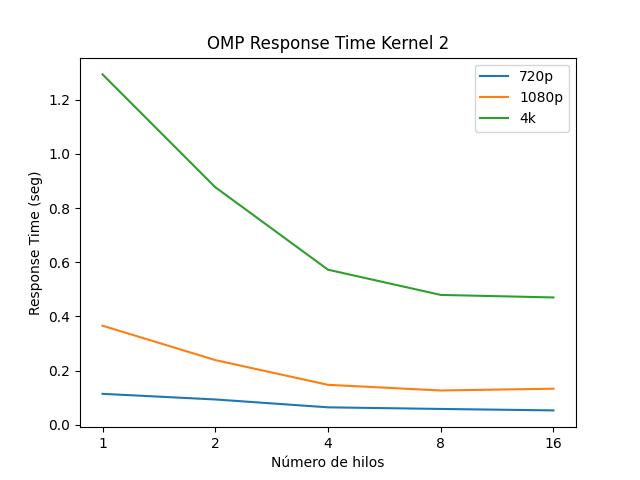 OMP Response Time Kernel 2
720p
1080p
4k
Response Time (seg)
1.2
1.0
0.8
0.6
0.4
0.2
0.0
1 2 4 8 16
Número de hilos